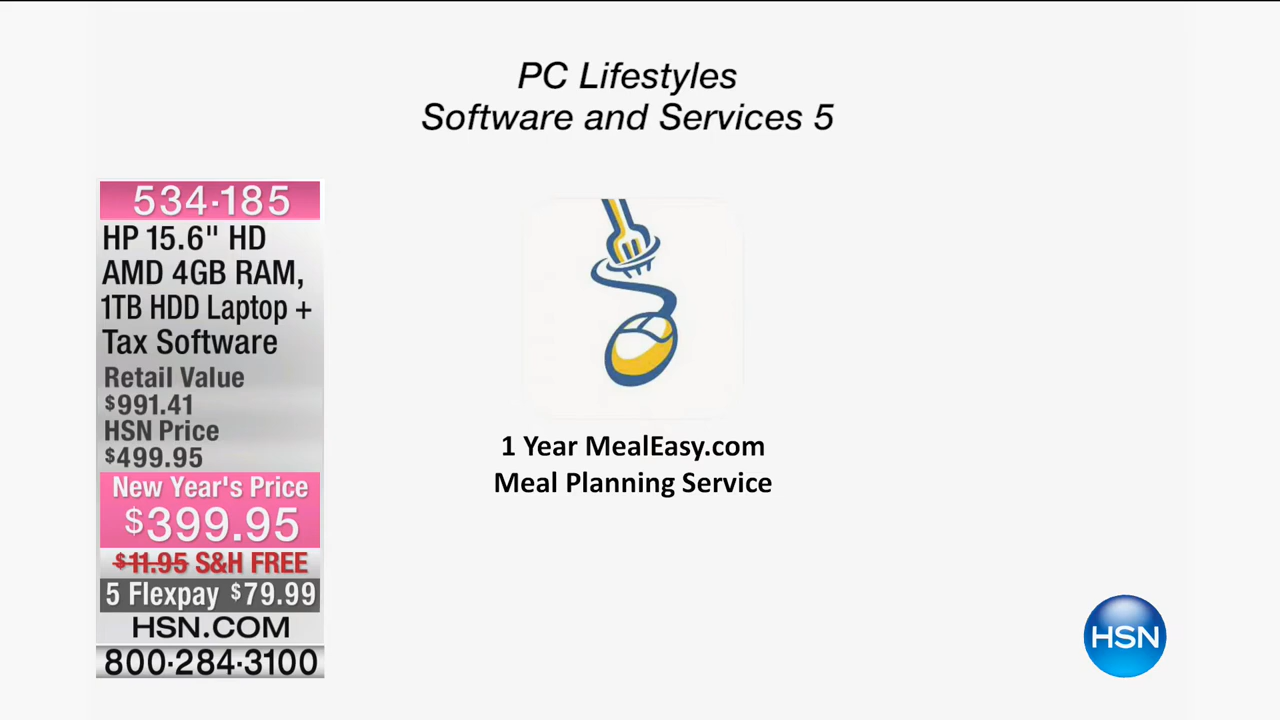 PC Lifestyles
Software and Services 5
534·185
HP 15.6" HD
AMD 4GB RAM,
1TB HDD Laptop +
Tax Software
Retail Value
$991.41
HSN Price
$499.95
New Year's Price
$399.95
$11.95 S&H FREE
5 Flexpay $79.99
HSN.COM
800·284·3100
1 Year MealEasy.com
Meal Planning Service
HSN